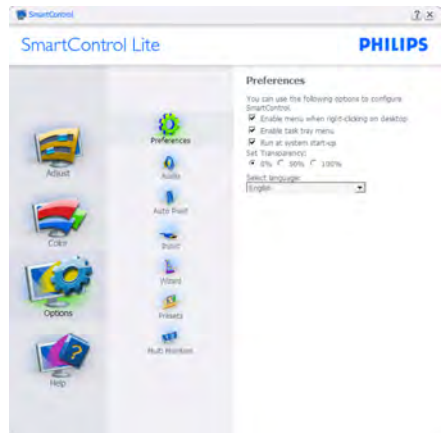 SmartControl
SmartControl Lite
PHILIPS
Adjust
Color
Options
Help
Preferences
Audio
Auto Pivot
Input
Wizard
Presets
Multi Monitors
Preferences
You can use the following options to configure
SmartControl.
Enable menu when right-clicking on desktop
Enable task tray menu
Run at system start-up
Set Transparency:
0% 50% 100%
Select language:
English